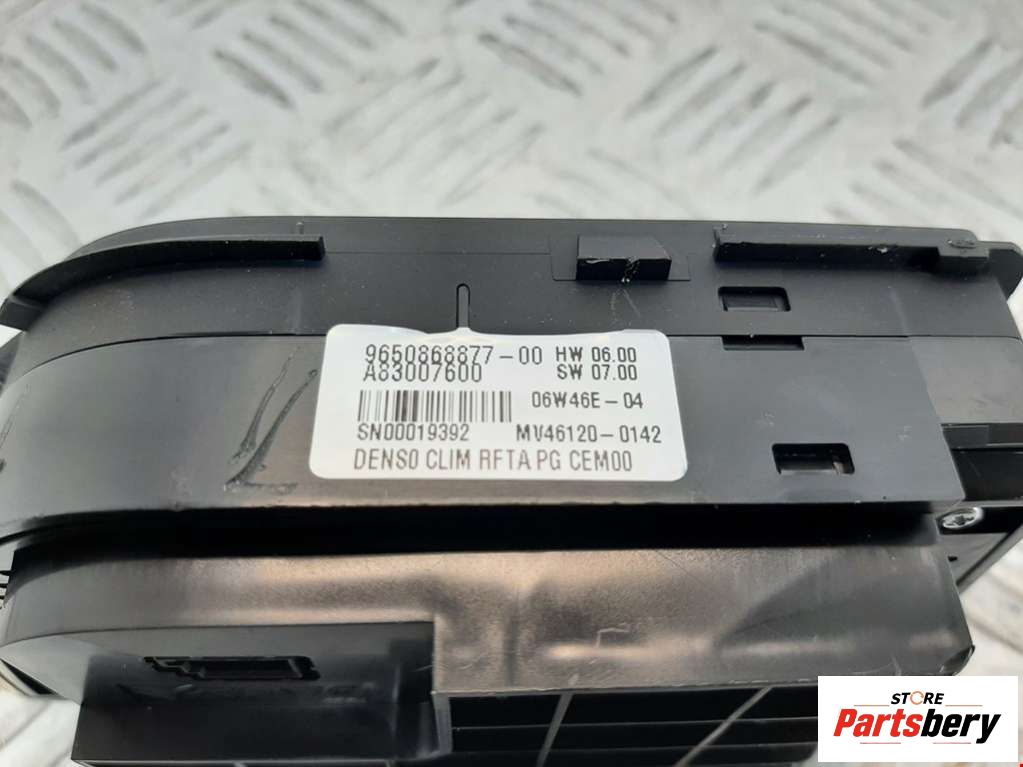 9650868877-00 HW 06.00
A83007600 SW 07.00
06W46E-04
SN00019392 MV46120-0142
DENSO CLIM RFTA PG CEM00
STORE
Partsbery